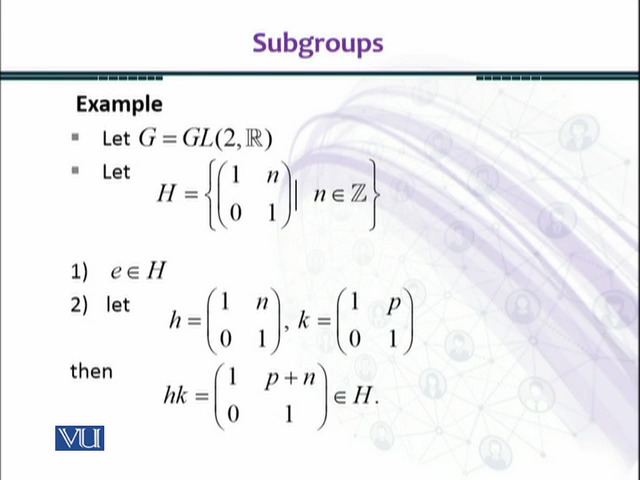 Subgroups
Example
▪ Let G = GL(2, ℝ)
▪ Let H = {(1 n; 0 1) | n ∈ ℤ}
1) e ∈ H
2) let h = (1 n; 0 1), k = (1 p; 0 1)
then hk = (1 p + n; 0 1) ∈ H.
VU